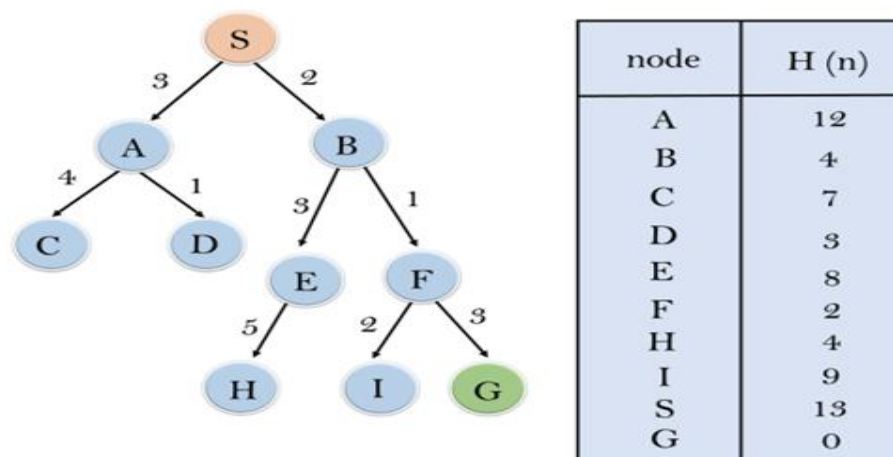 S
3 2
A B
4 1 3 1
C D
E F
5 2 3
H I G
node H (n)
A 12
B 4
C 7
D 3
E 8
F 2
H 4
I 9
S 13
G 0